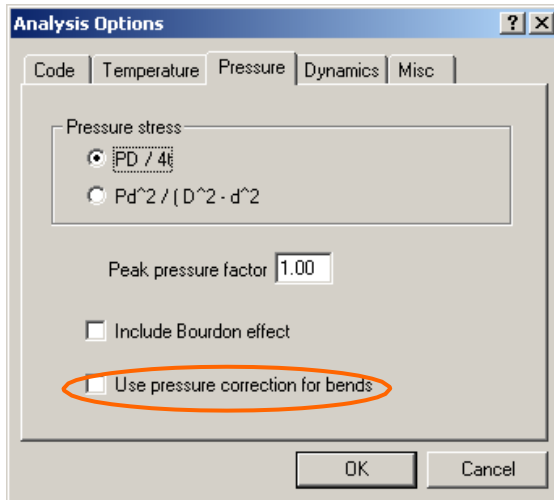 Analysis Options
Code Temperature Pressure Dynamics Misc
Pressure stress
PD / 4t
Pd^2 / ( D^2 - d^2
Peak pressure factor 1.00
Include Bourdon effect
Use pressure correction for bends
OK Cancel